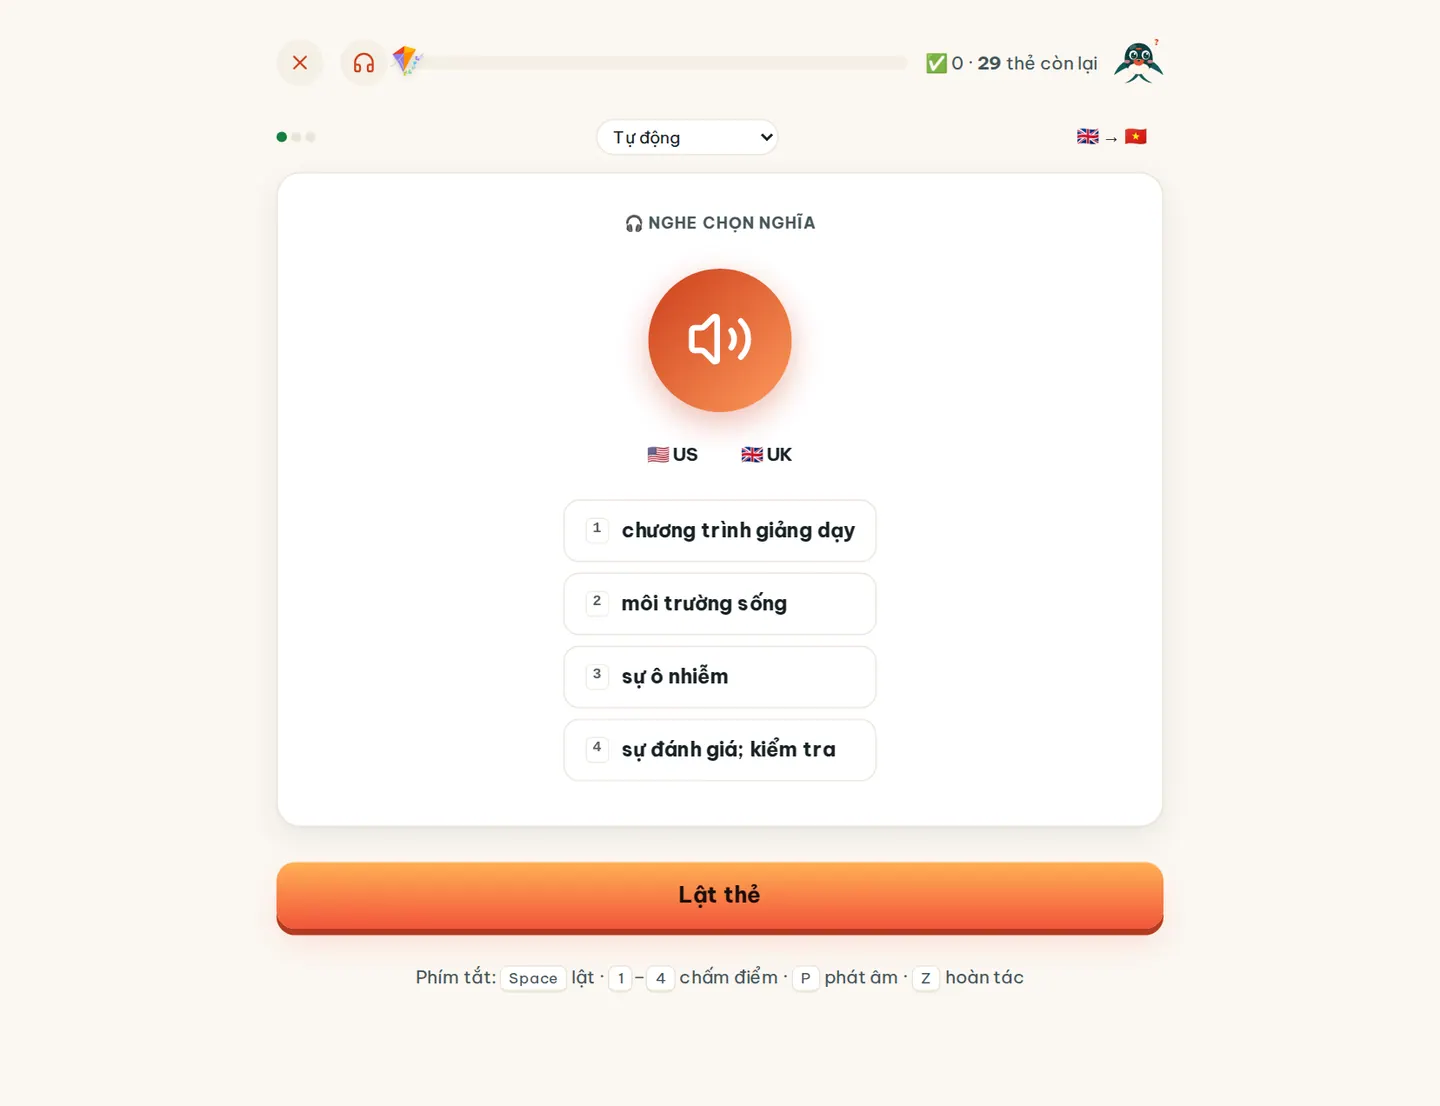 ✅ 0 · 29 thẻ còn lại
Tự động
🇬🇧 → 🇻🇳
🎧 NGHE CHỌN NGHĨA
🇺🇸 US 🇬🇧 UK
1 chương trình giảng dạy
2 môi trường sống
3 sự ô nhiễm
4 sự đánh giá; kiểm tra
Lật thẻ
Phím tắt: Space lật · 1 – 4 chấm điểm · P phát âm · Z hoàn tác